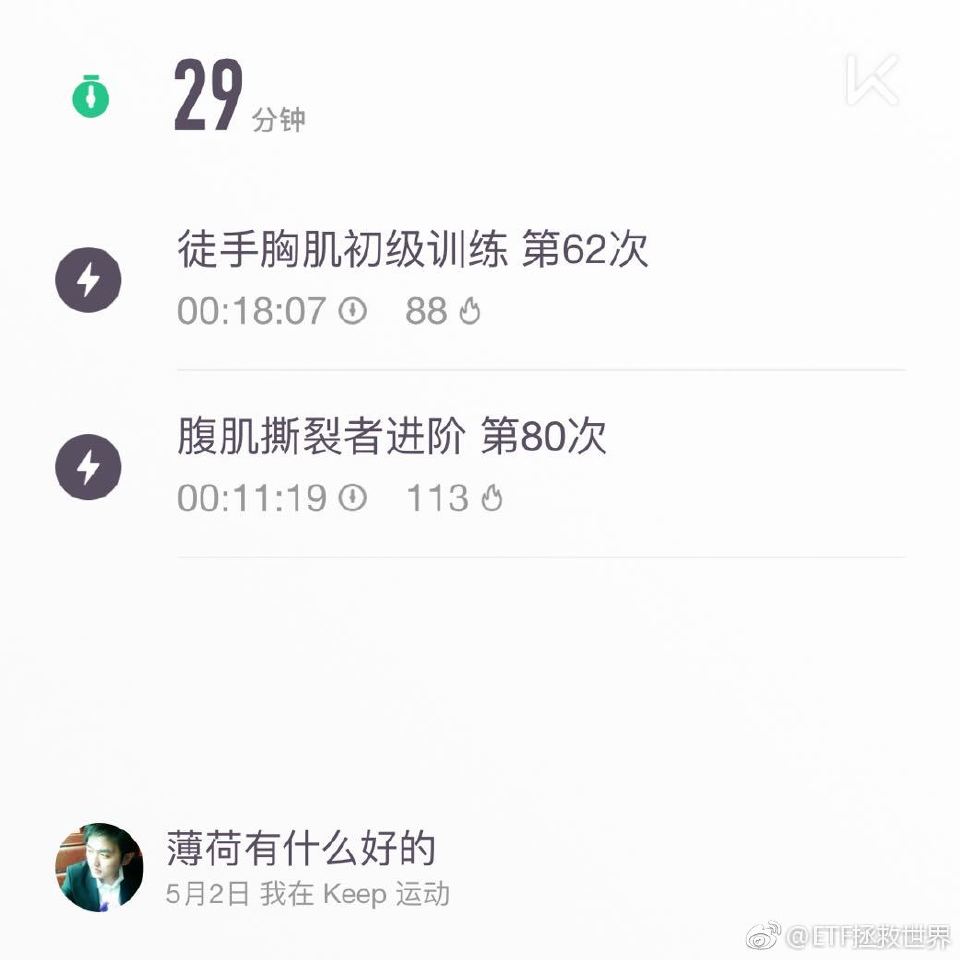 29 分钟
徒手胸肌初级训练 第62次
00:18:07 88
腹肌撕裂者进阶 第80次
00:11:19 113
薄荷有什么好的
5月2日 我在 Keep 运动
@ETF拯救世界